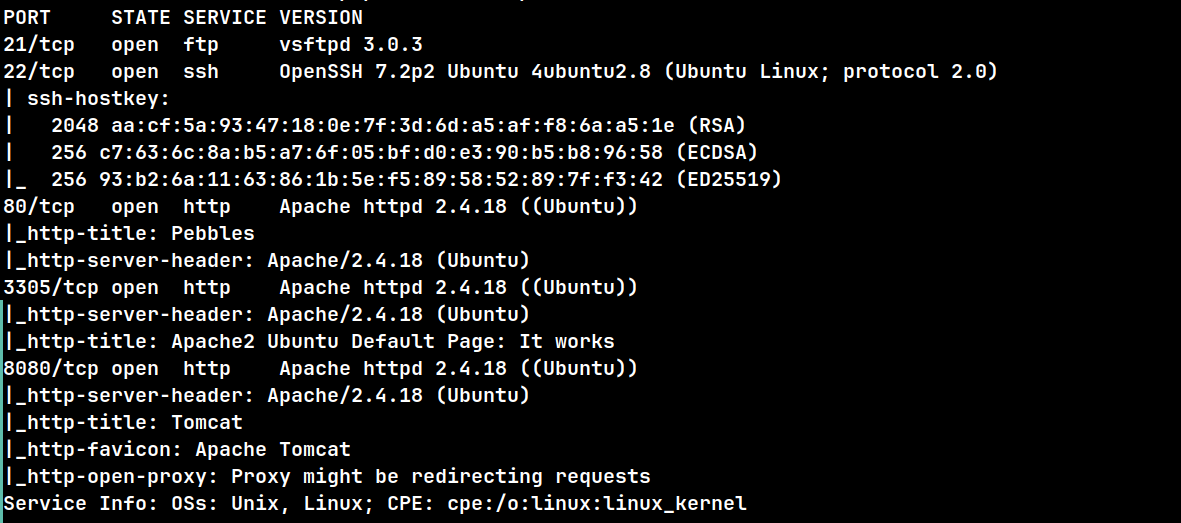 PORT     STATE SERVICE VERSION
21/tcp   open  ftp     vsftpd 3.0.3
22/tcp   open  ssh     OpenSSH 7.2p2 Ubuntu 4ubuntu2.8 (Ubuntu Linux; protocol 2.0)
| ssh-hostkey:
|   2048 aa:cf:5a:93:47:18:0e:7f:3d:6d:a5:af:f8:6a:a5:1e (RSA)
|   256 c7:63:6c:8a:b5:a7:6f:05:bf:d0:e3:90:b5:b8:96:58 (ECDSA)
|_  256 93:b2:6a:11:63:86:1b:5e:f5:89:58:52:89:7f:f3:42 (ED25519)
80/tcp   open  http    Apache httpd 2.4.18 ((Ubuntu))
|_http-title: Pebbles
|_http-server-header: Apache/2.4.18 (Ubuntu)
3305/tcp open  http    Apache httpd 2.4.18 ((Ubuntu))
|_http-server-header: Apache/2.4.18 (Ubuntu)
|_http-title: Apache2 Ubuntu Default Page: It works
8080/tcp open  http    Apache httpd 2.4.18 ((Ubuntu))
|_http-server-header: Apache/2.4.18 (Ubuntu)
|_http-title: Tomcat
|_http-favicon: Apache Tomcat
|_http-open-proxy: Proxy might be redirecting requests
Service Info: OSs: Unix, Linux; CPE: cpe:/o:linux:linux_kernel